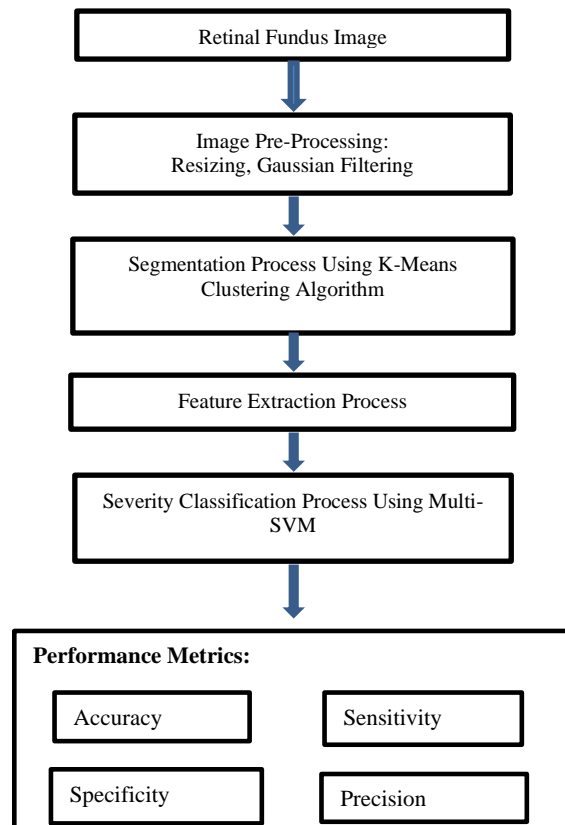 Retinal Fundus Image
Image Pre-Processing:
Resizing, Gaussian Filtering
Segmentation Process Using K-Means
Clustering Algorithm
Feature Extraction Process
Severity Classification Process Using Multi-
SVM
Performance Metrics:
Accuracy
Sensitivity
Specificity
Precision